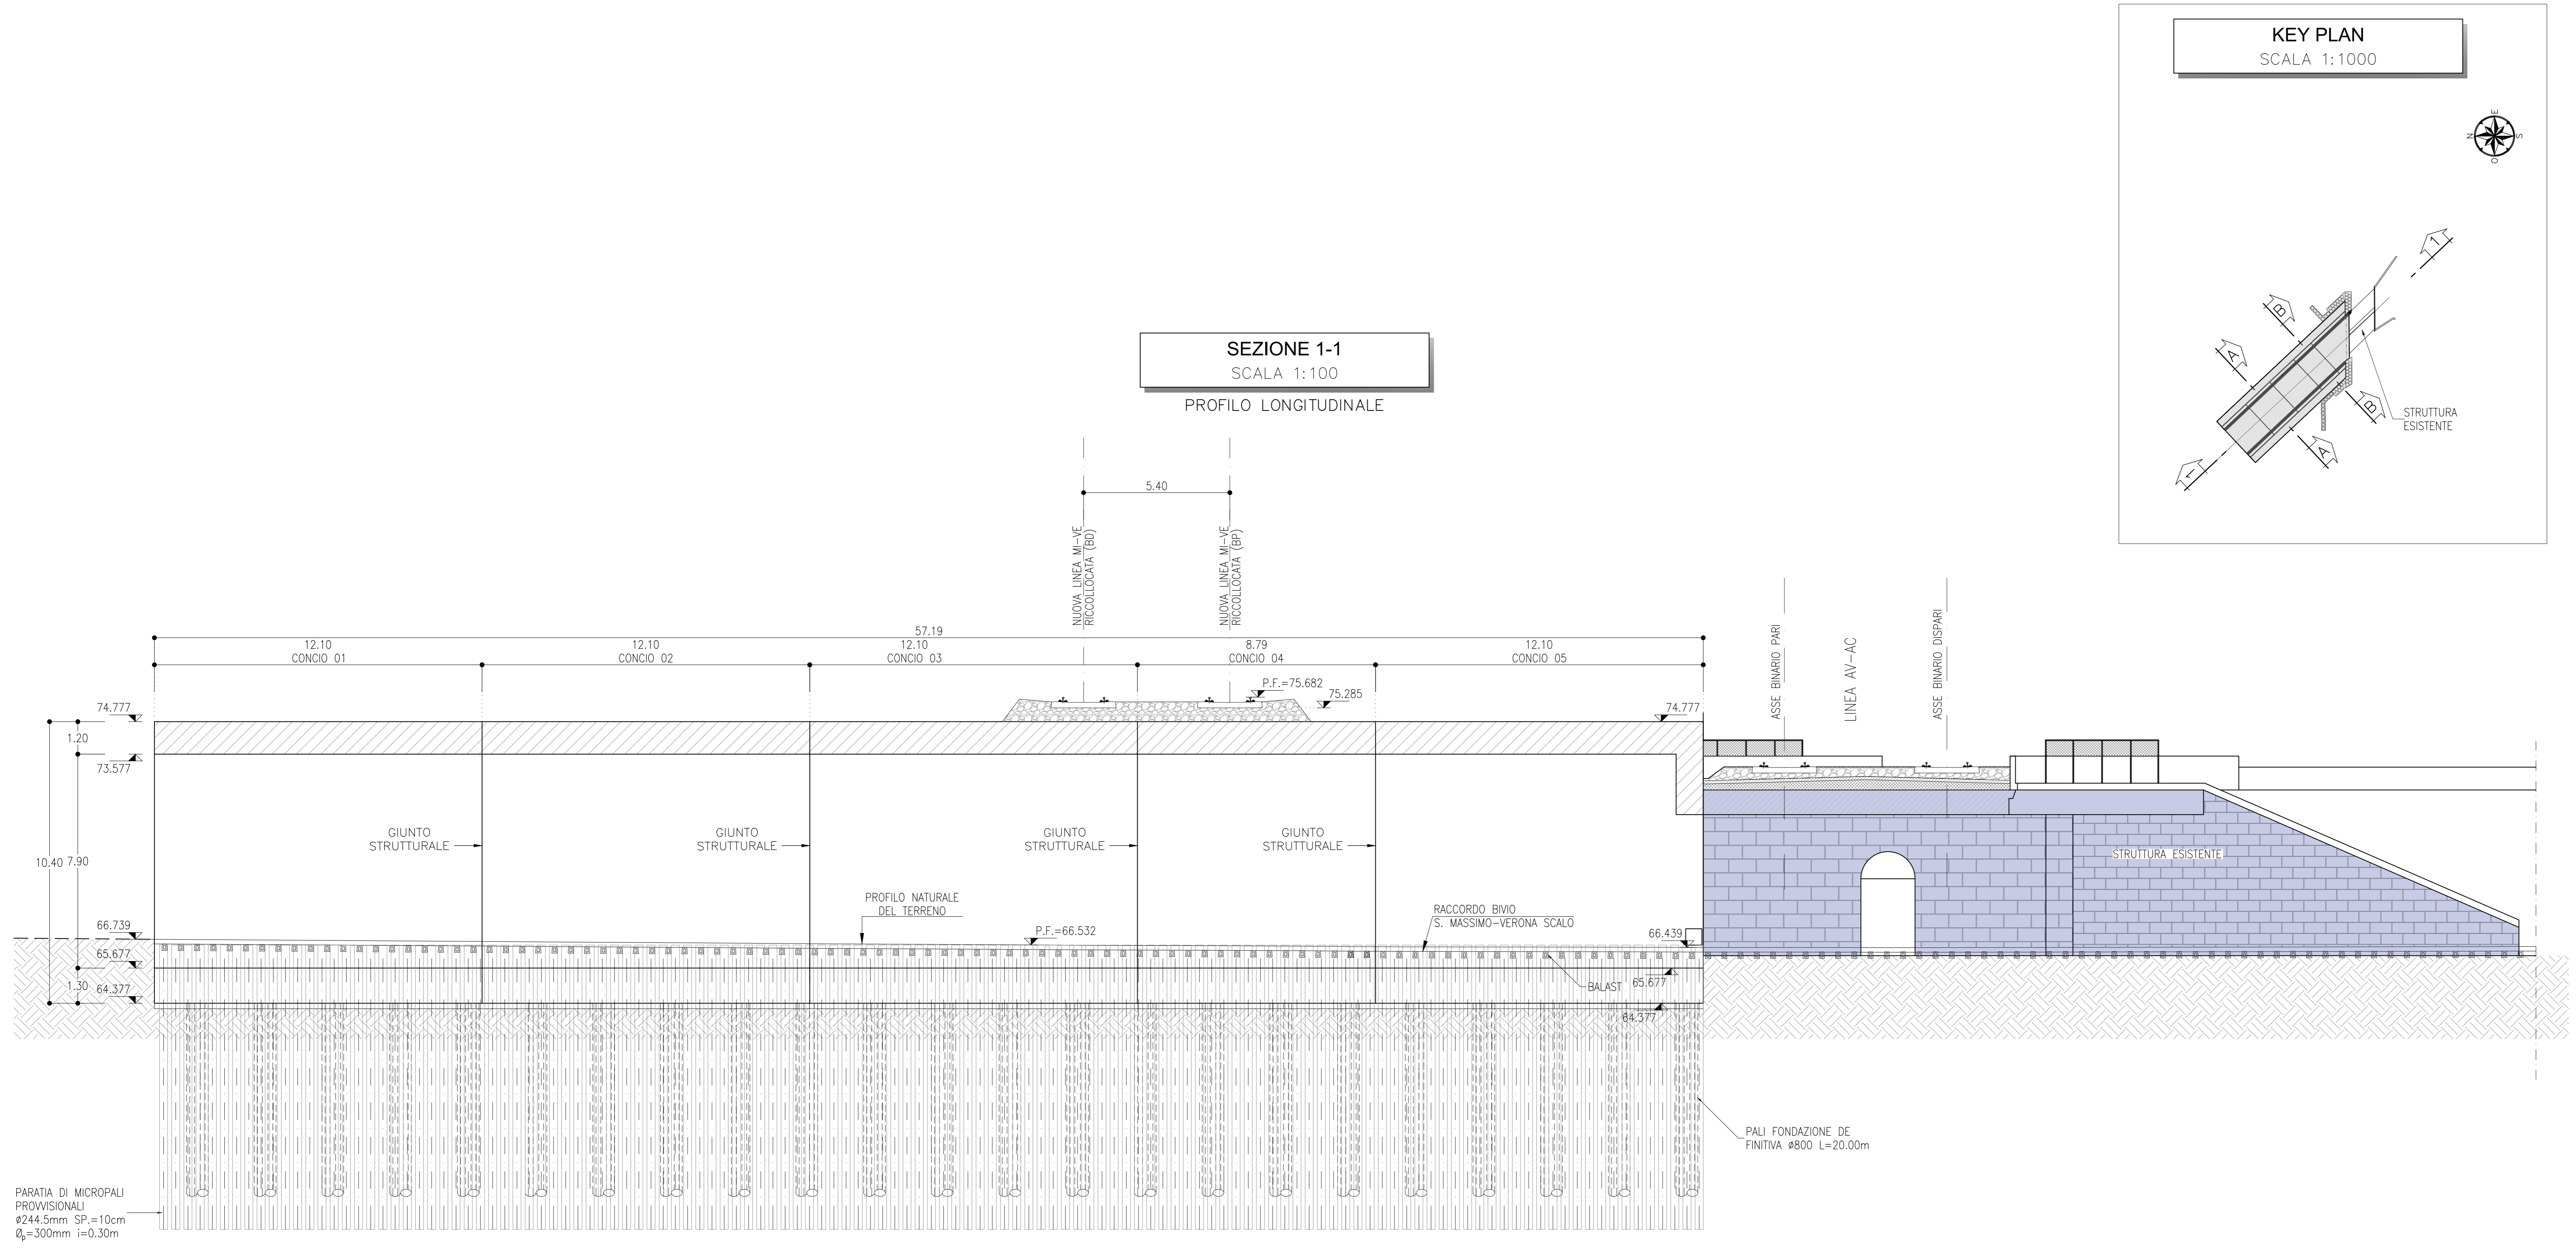 KEY PLAN
SCALA 1:1000
N
E
S
O
1
B
A
B
A
1
STRUTTURA
ESISTENTE
SEZIONE 1-1
SCALA 1:100
PROFILO LONGITUDINALE
5.40
NUOVA LINEA MI-VE
RICCOLLOCATA (BD)
NUOVA LINEA MI-VE
RICCOLLOCATA (BP)
57.19
12.10
12.10
12.10
8.79
12.10
CONCIO 01
CONCIO 02
CONCIO 03
CONCIO 04
CONCIO 05
ASSE BINARIO PARI
LINEA AV-AC
ASSE BINARIO DISPARI
P.F.=75.682
75.285
74.777
74.777
1.20
73.577
10.40
7.90
GIUNTO
STRUTTURALE
GIUNTO
STRUTTURALE
GIUNTO
STRUTTURALE
GIUNTO
STRUTTURALE
STRUTTURA ESISTENTE
PROFILO NATURALE
DEL TERRENO
RACCORDO BIVIO
S. MASSIMO-VERONA SCALO
66.739
P.F.=66.532
66.439
65.677
1.30
64.377
BALAST
65.677
64.377
PALI FONDAZIONE DE
FINITIVA ø800 L=20.00m
PARATIA DI MICROPALI
PROVVISIONALI
ø244.5mm SP.=10cm
Øp=300mm i=0.30m